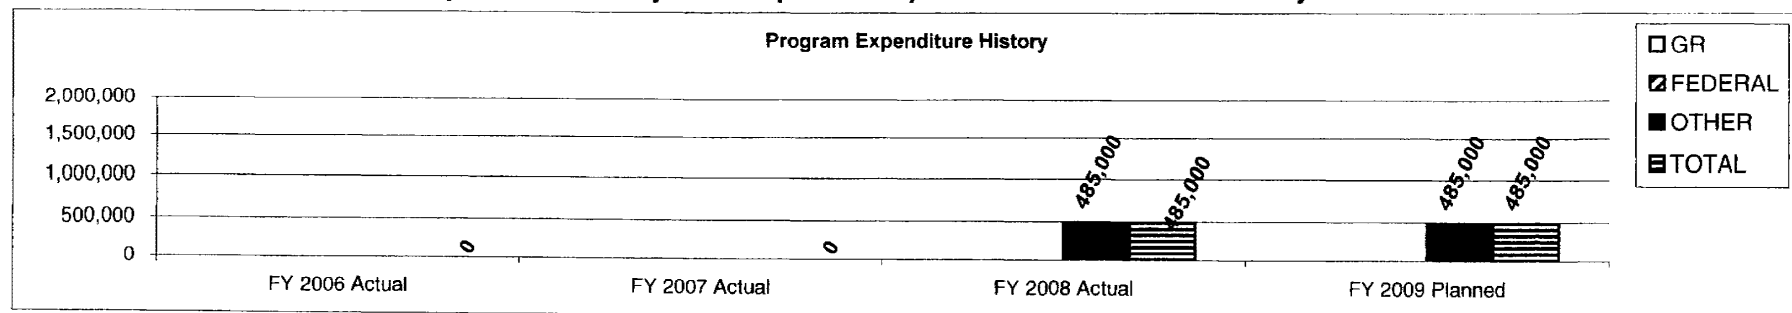 Program Expenditure History
GR
FEDERAL
OTHER
TOTAL
2,000,000
1,500,000
1,000,000
500,000
0
0
0
485,000
485,000
485,000
485,000
FY 2006 Actual
FY 2007 Actual
FY 2008 Actual
FY 2009 Planned